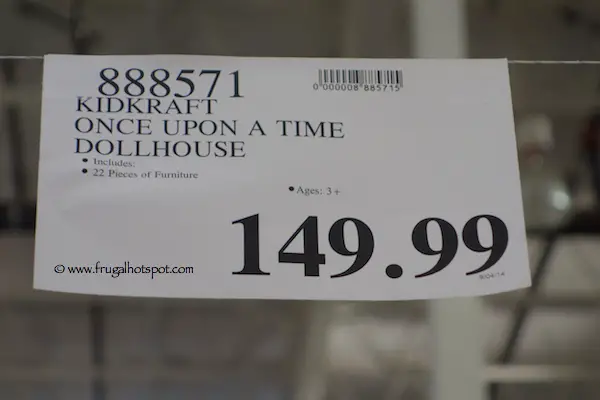 888571
0"000008"885715"
KIDKRAFT
ONCE UPON A TIME
DOLLHOUSE
• Includes:
• 22 Pieces of Furniture
• Ages: 3+
149.99
© www.frugalhotspot.com